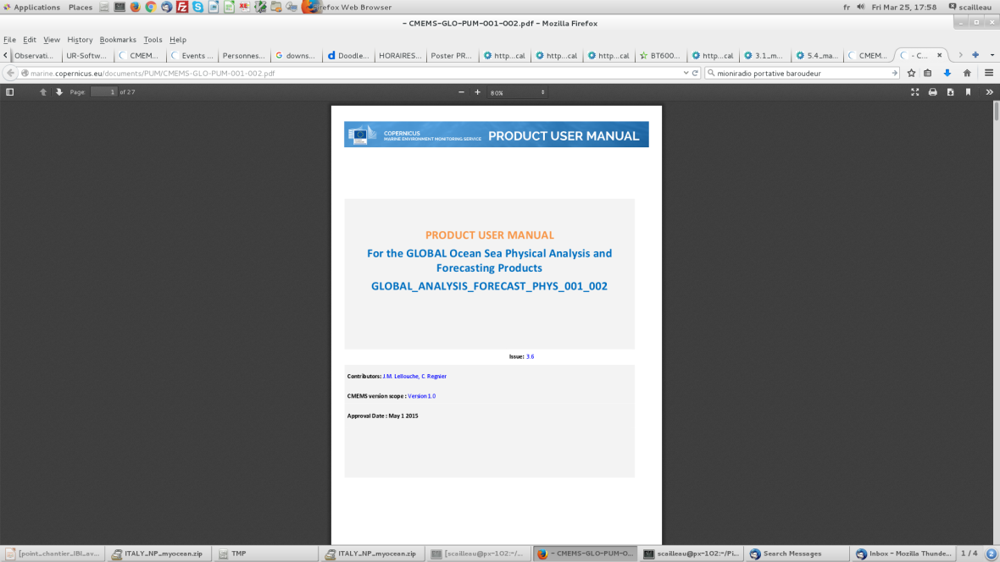 Applications Places Firefox Web Browser fr Fri Mar 25, 17:58 scailleau
- CMEMS-GLO-PUM-001-002.pdf - Mozilla Firefox
File Edit View History Bookmarks Tools Help
Observati... UR-Softw... CMEM... Events ... Personnes... downs... Doodle... HORAIRES... Poster PR... http...cal http...cal http...cal BT600... http...cal 3.1_m... 5.4_ma... CMEM... - C...
marine.copernicus.eu/documents/PUM/CMEMS-GLO-PUM-001-002.pdf mioniradio portative baroudeur
Page: 1 of 27 80%
COPERNICUS
MARINE ENVIRONMENT MONITORING SERVICE PRODUCT USER MANUAL
PRODUCT USER MANUAL
For the GLOBAL Ocean Sea Physical Analysis and
Forecasting Products
GLOBAL_ANALYSIS_FORECAST_PHYS_001_002
Issue: 3.6
Contributors: J.M. Lellouche, C. Regnier
CMEMS version scope : Version 1.0
Approval Date : May 1 2015
[point_chantier_IBI_av... ITALY_NP_myocean.zip TMP ITALY_NP_myocean.zip [scailleau@px-102:~/... - CMEMS-GLO-PUM-0... scailleau@px-102:~/Pi... Search Messages Inbox - Mozilla Thunde... 1 / 4 2